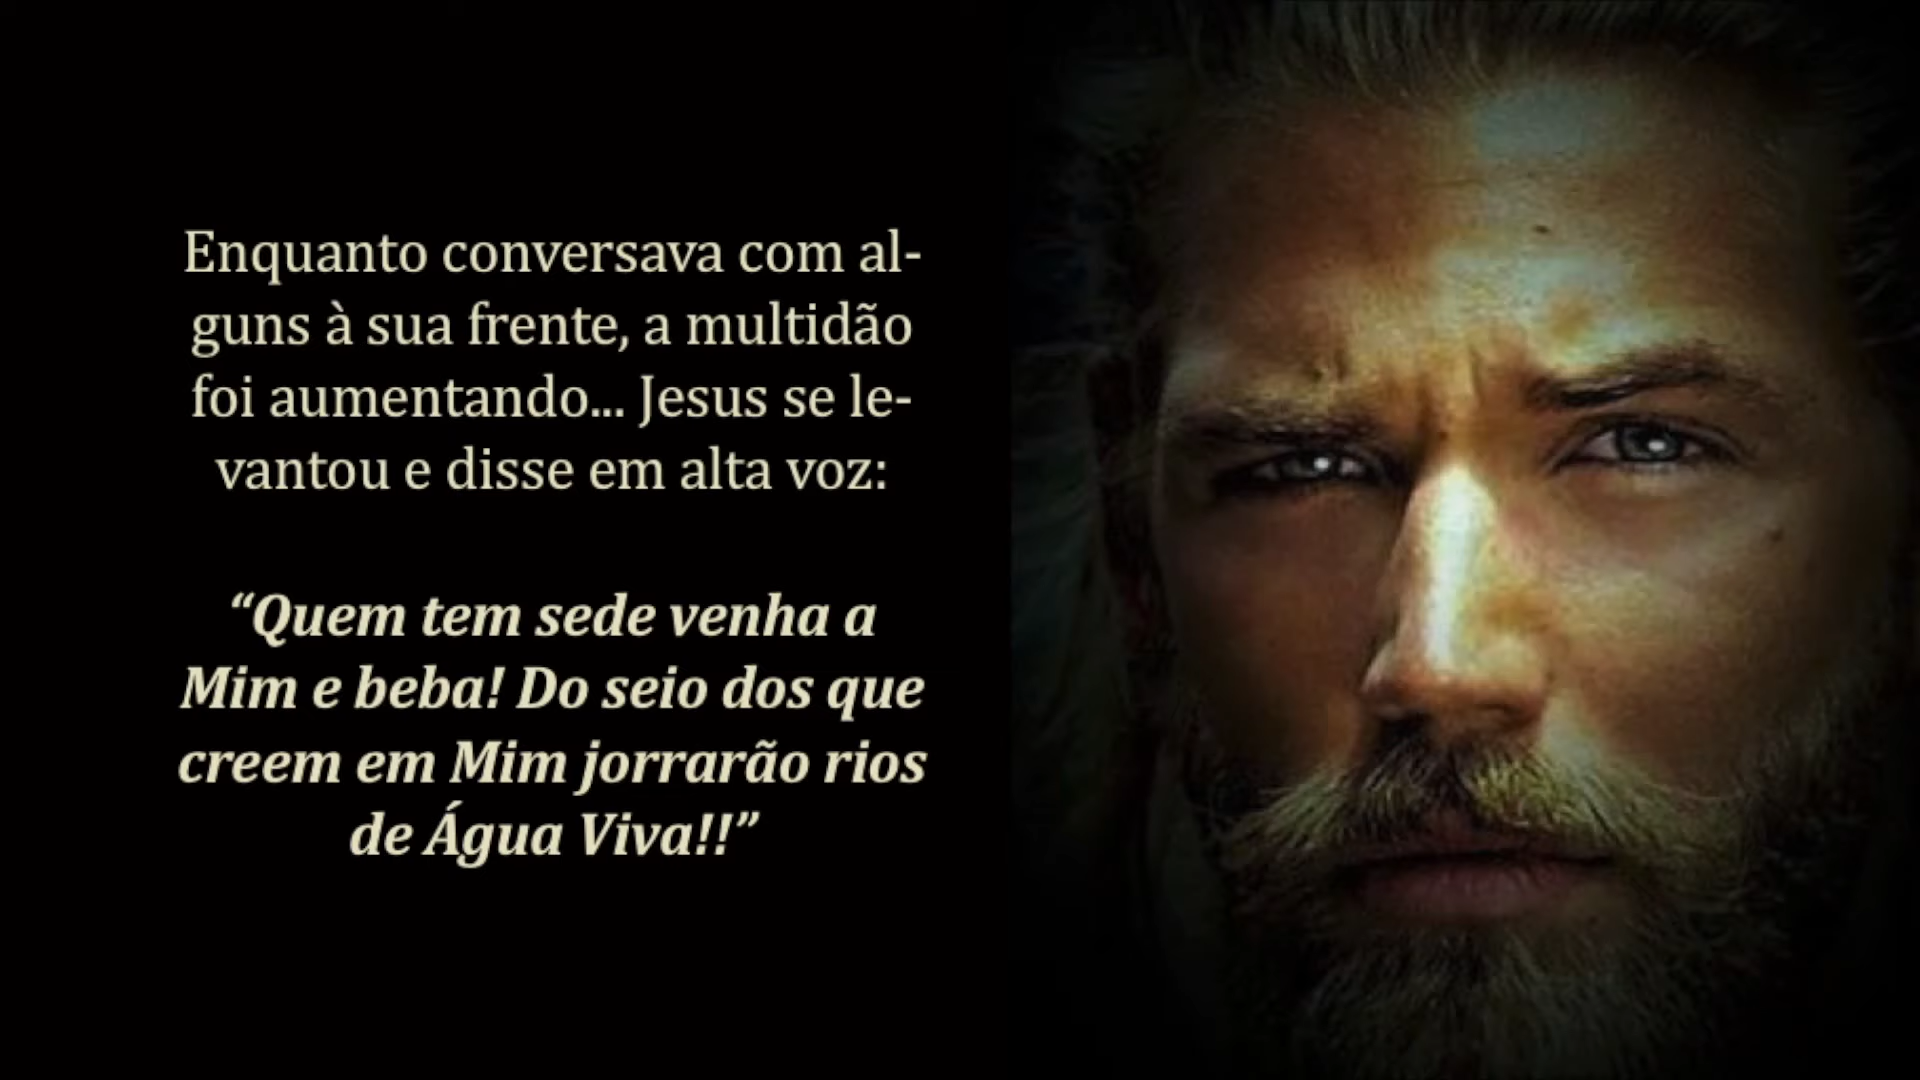 Enquanto conversava com al-
guns à sua frente, a multidão
foi aumentando... Jesus se le-
vantou e disse em alta voz:
“Quem tem sede venha a
Mim e beba! Do seio dos que
creem em Mim jorrarão rios
de Água Viva!!”